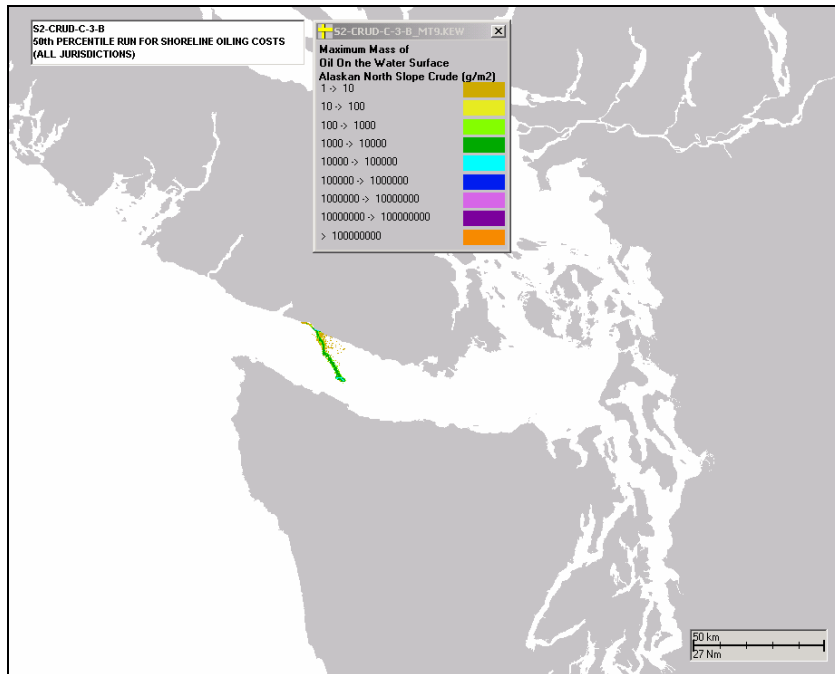 S2-CRUD-C-3-B
50th PERCENTILE RUN FOR SHORELINE OILING COSTS
(ALL JURISDICTIONS)
S2-CRUD-C-3-B_MT9.KEW
Maximum Mass of
Oil On the Water Surface
Alaskan North Slope Crude (g/m2)
1 -> 10
10 -> 100
100 -> 1000
1000 -> 10000
10000 -> 100000
100000 -> 1000000
1000000 -> 10000000
10000000 -> 100000000
> 100000000
50 km
27 Nm